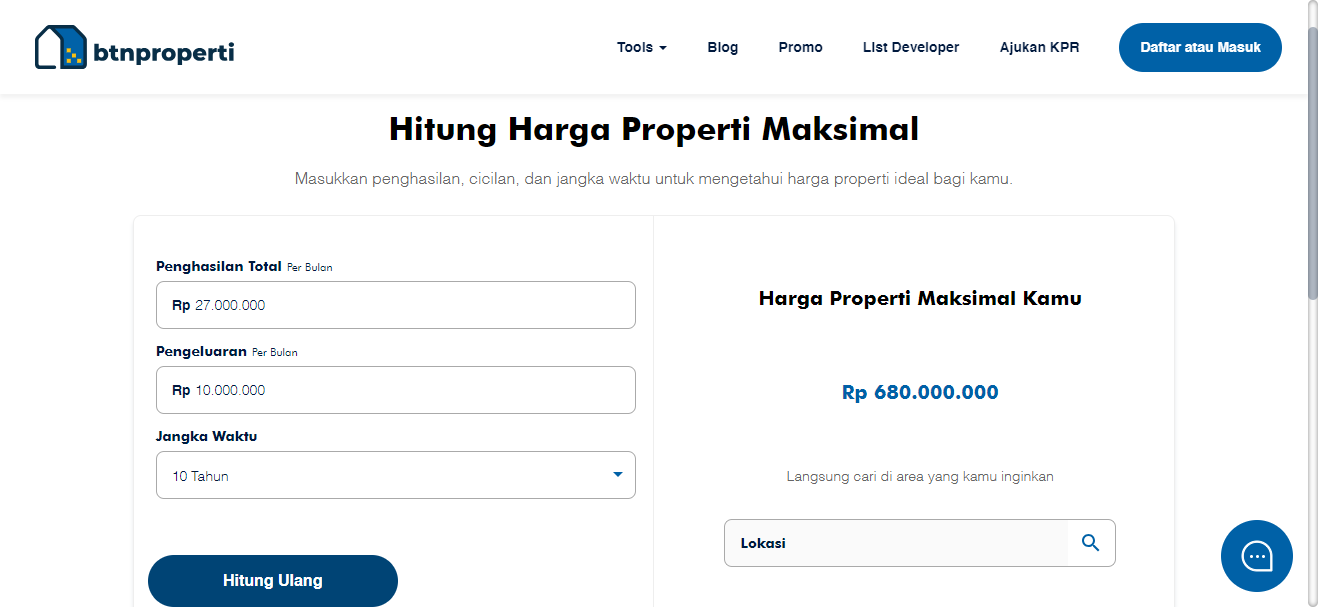 btnproperti
Tools Blog Promo List Developer Ajukan KPR Daftar atau Masuk
Hitung Harga Properti Maksimal
Masukkan penghasilan, cicilan, dan jangka waktu untuk mengetahui harga properti ideal bagi kamu.
Penghasilan Total Per Bulan
Rp 27.000.000
Pengeluaran Per Bulan
Rp 10.000.000
Jangka Waktu
10 Tahun
Hitung Ulang
Harga Properti Maksimal Kamu
Rp 680.000.000
Langsung cari di area yang kamu inginkan
Lokasi